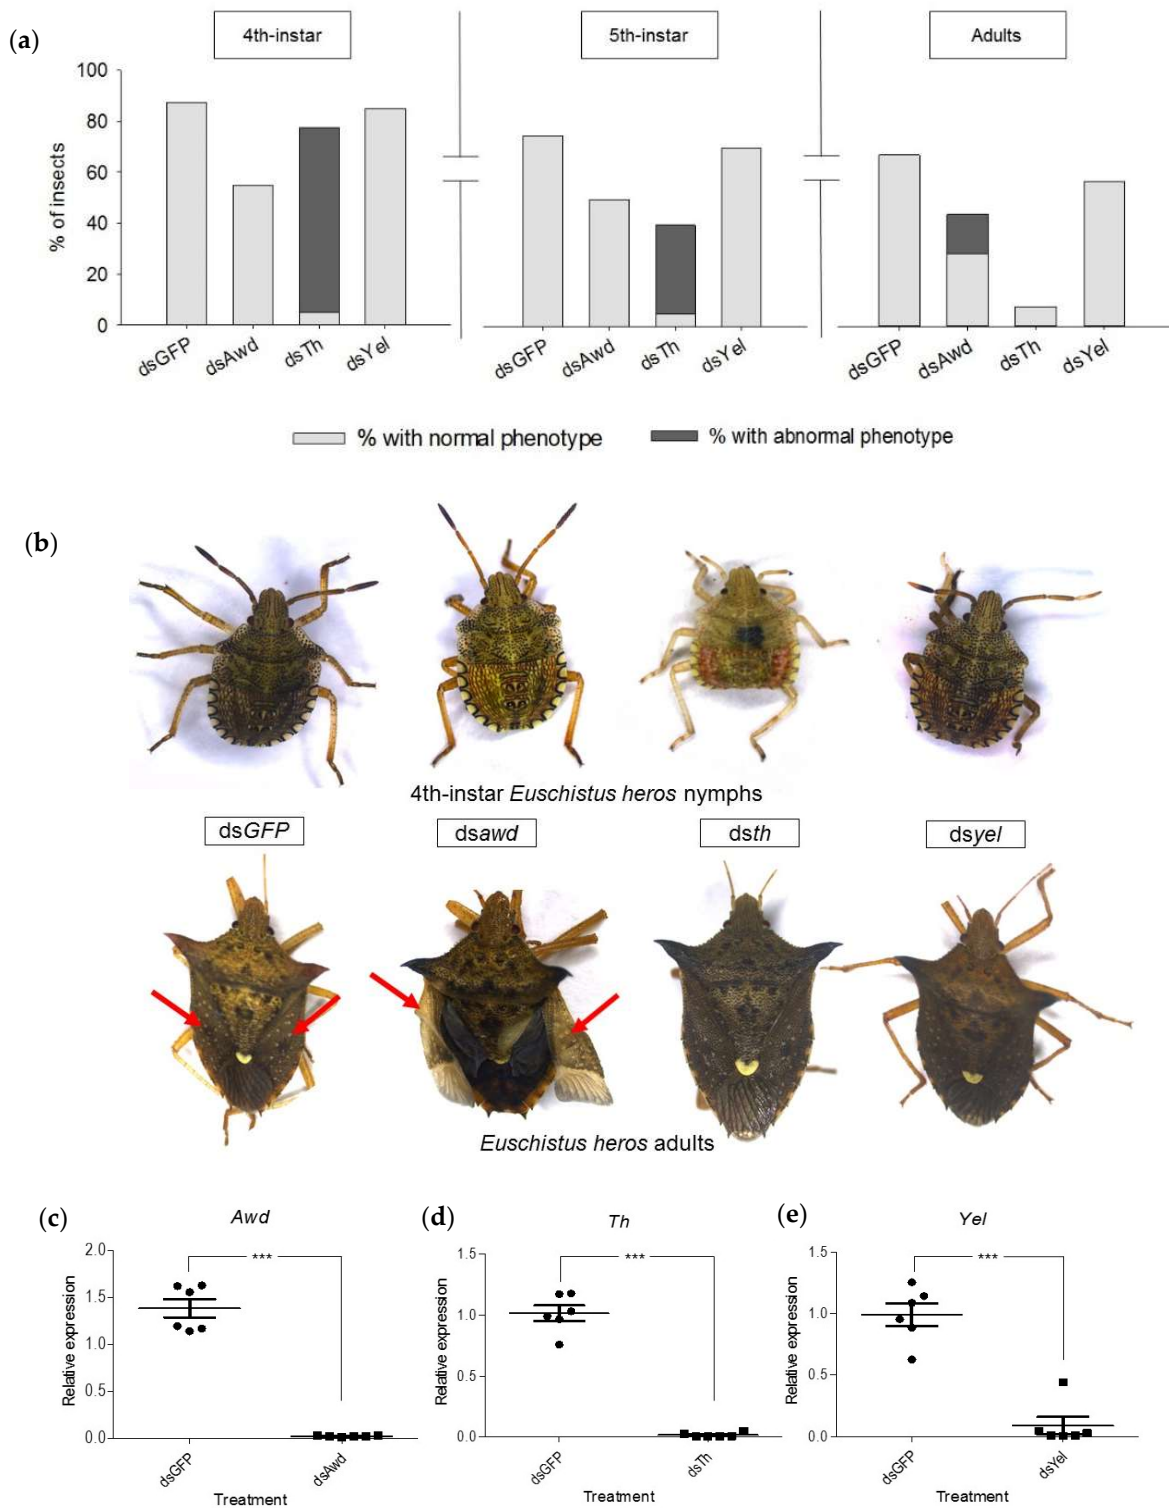 (a)
4th-instar
5th-instar
Adults
% of insects
100
80
60
40
20
0
dsGFP
dsAwd
dsTh
dsYel
dsGFP
dsAwd
dsTh
dsYel
dsGFP
dsAwd
dsTh
dsYel
% with normal phenotype
% with abnormal phenotype
(b)
4th-instar Euschistus heros nymphs
dsGFP
dsawd
dsth
dsyel
Euschistus heros adults
(c)
Awd
Relative expression
2.0
1.5
1.0
0.5
0.0
***
dsGFP
dsAwd
Treatment
(d)
Th
Relative expression
1.5
1.0
0.5
0.0
***
dsGFP
dsTh
Treatment
(e)
Yel
Relative expression
1.5
1.0
0.5
0.0
***
dsGFP
dsYel
Treatment